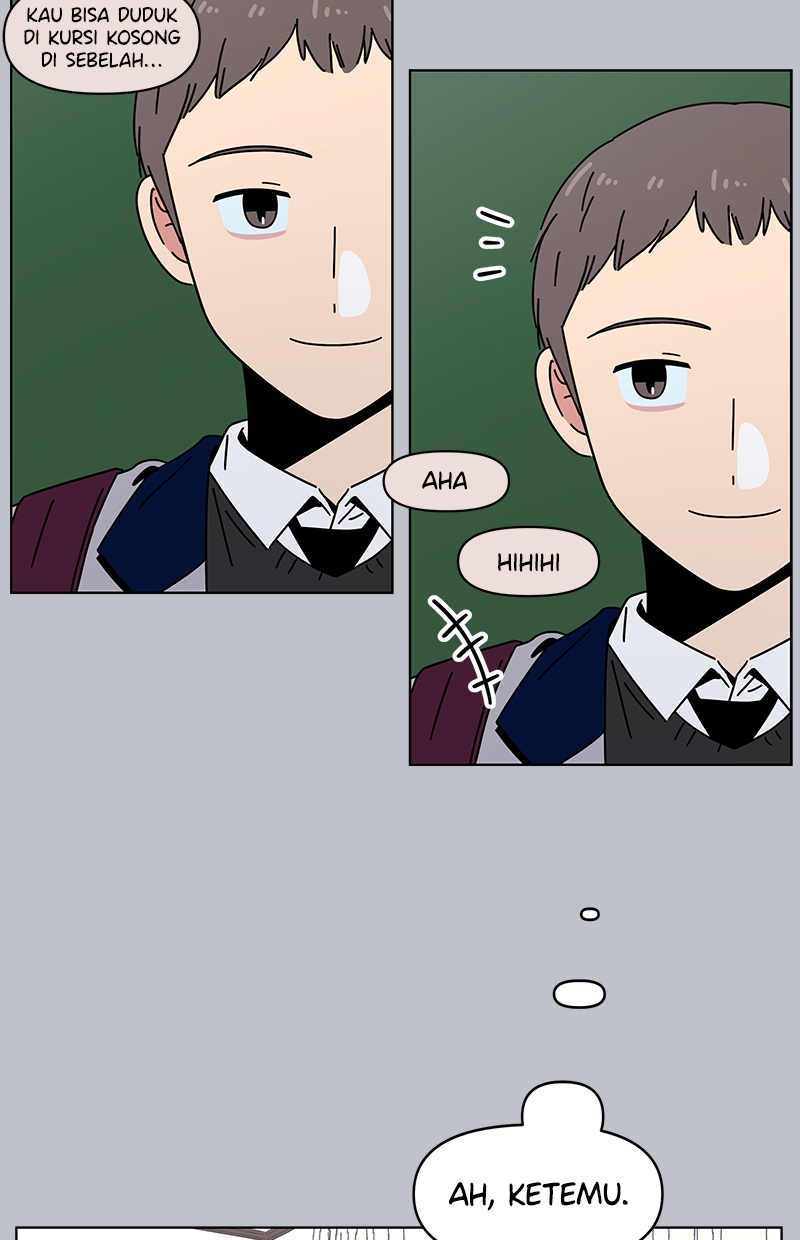 KAU BISA DUDUK
DI KURSI KOSONG
DI SEBELAH...
AHA
HIHIHI
AH, KETEMU.